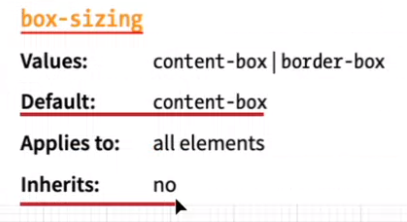 box-sizing
Values: content-box | border-box
Default: content-box
Applies to: all elements
Inherits: no